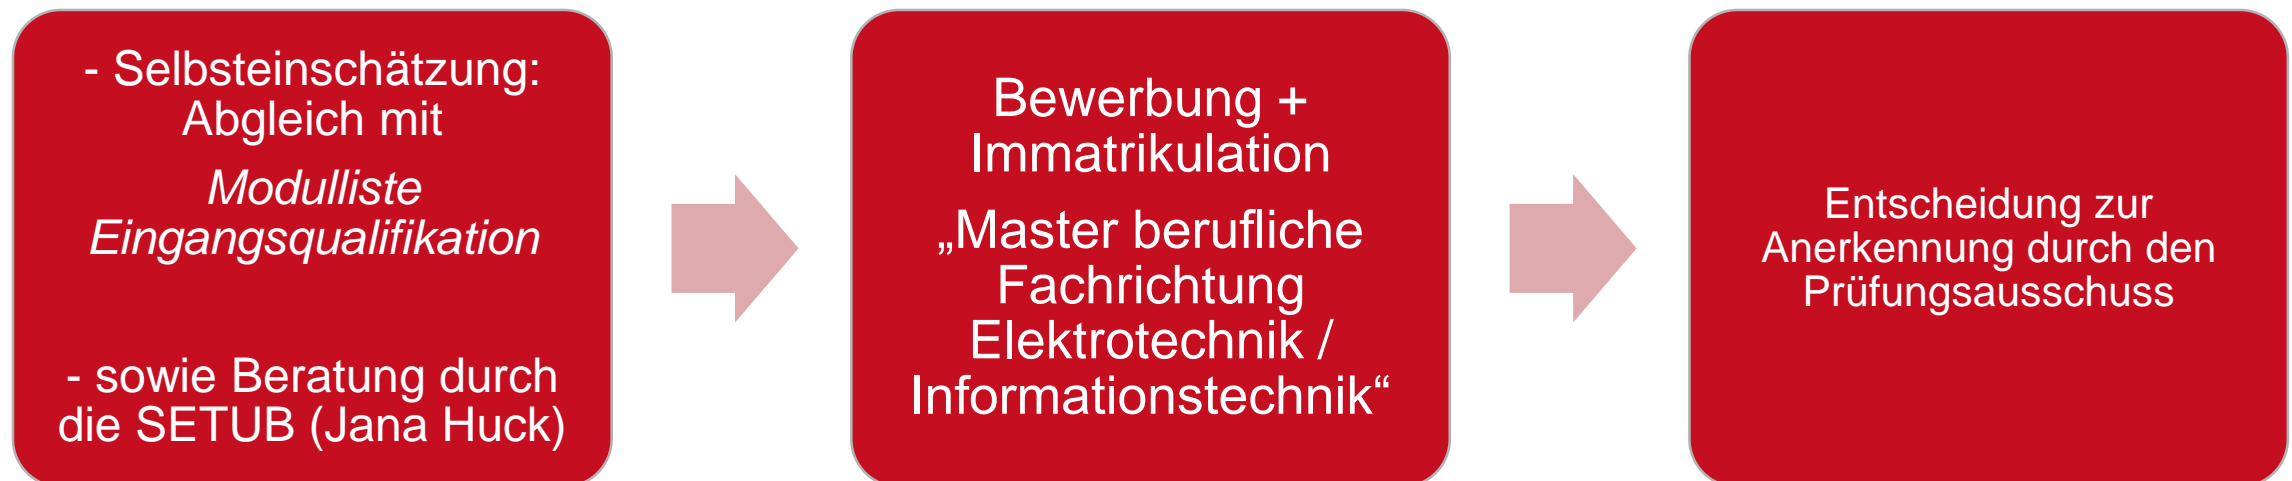 - Selbsteinschätzung:
Abgleich mit
Modulliste
Eingangsqualifikation
- sowie Beratung durch
die SETUB (Jana Huck)
Bewerbung +
Immatrikulation
„Master berufliche
Fachrichtung
Elektrotechnik /
Informationstechnik“
Entscheidung zur
Anerkennung durch den
Prüfungsausschuss